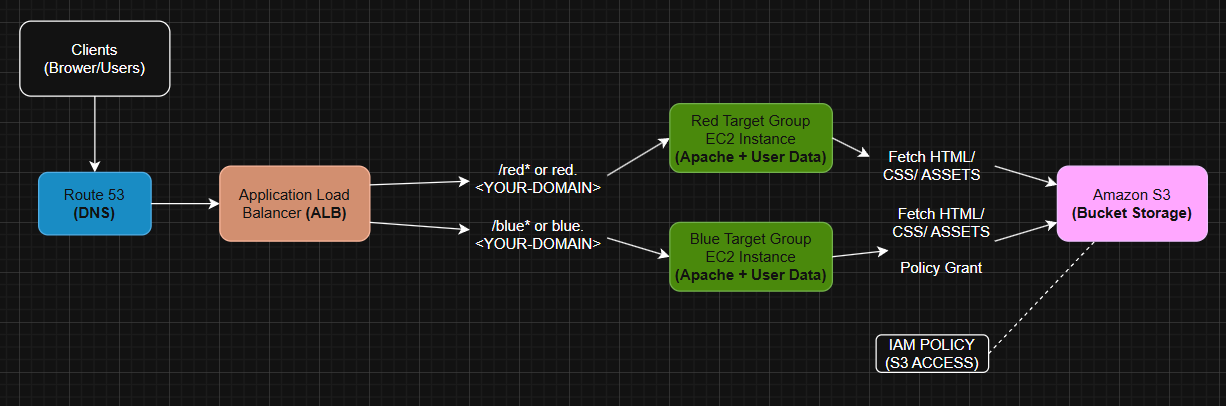 Clients
(Brower/Users)
Route 53
(DNS)
Application Load
Balancer (ALB)
/red* or red.
<YOUR-DOMAIN>
/blue* or blue.
<YOUR-DOMAIN>
Red Target Group
EC2 Instance
(Apache + User Data)
Blue Target Group
EC2 Instance
(Apache + User Data)
Fetch HTML/
CSS/ ASSETS
Fetch HTML/
CSS/ ASSETS
Policy Grant
Amazon S3
(Bucket Storage)
IAM POLICY
(S3 ACCESS)